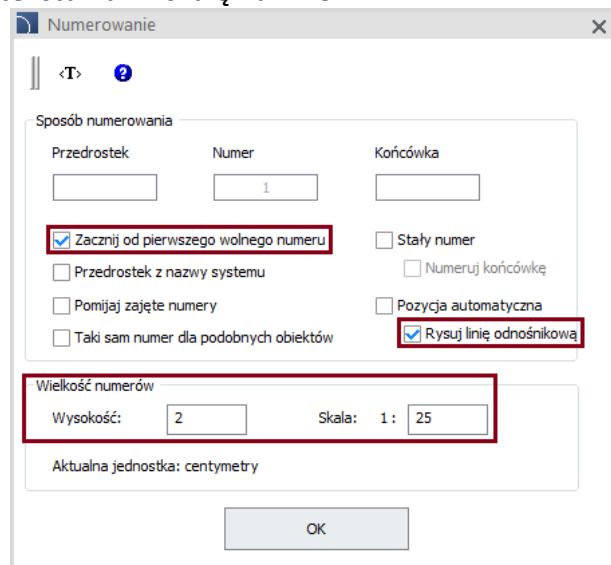 Numerowanie
<T>
Sposób numerowania
Przedrostek Numer Końcówka
1
Zacznij od pierwszego wolnego numeru Stały numer
Przedrostek z nazwy systemu Numeruj końcówkę
Pomijaj zajęte numery Pozycja automatyczna
Taki sam numer dla podobnych obiektów Rysuj linię odnośnikową
Wielkość numerów
Wysokość: 2 Skala: 1: 25
Aktualna jednostka: centymetry
OK